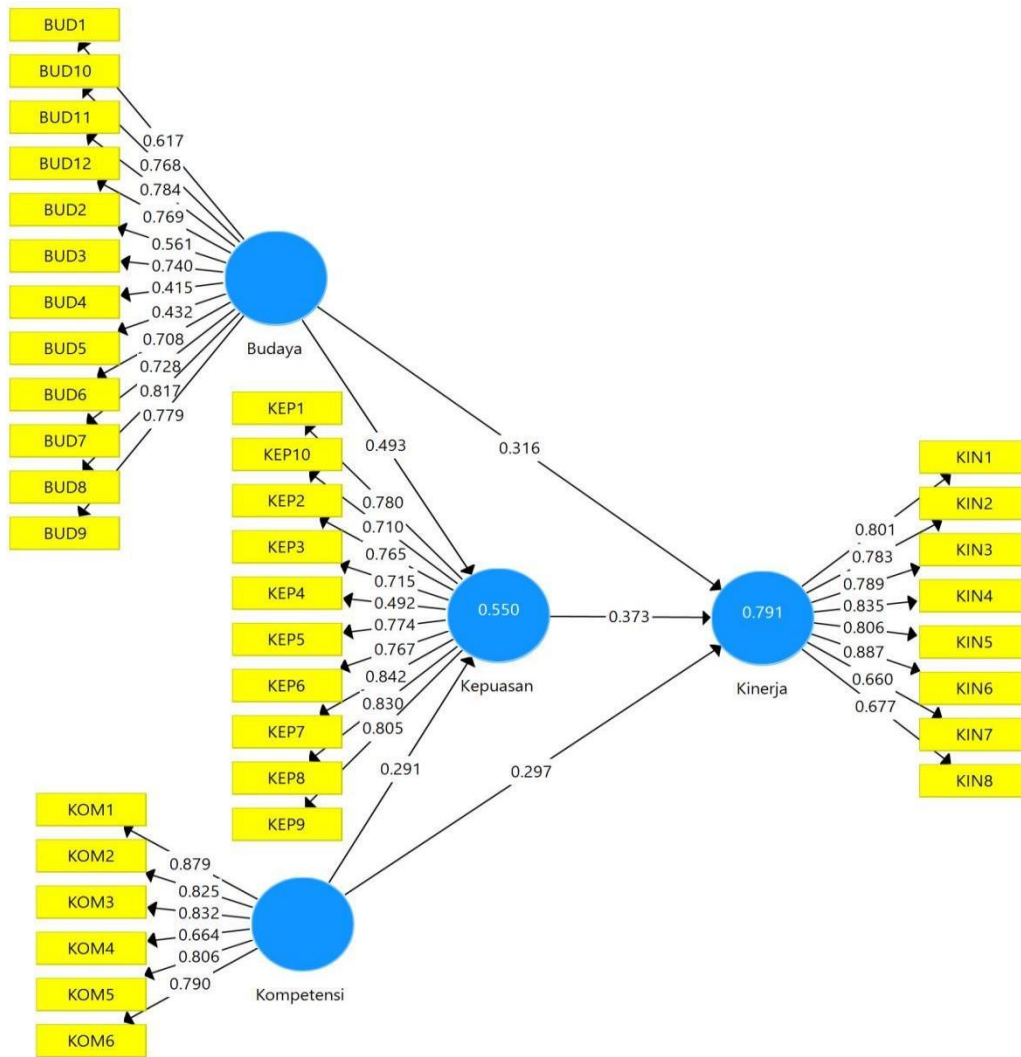 BUD1
BUD10
BUD11
BUD12
BUD2
BUD3
BUD4
BUD5
BUD6
BUD7
BUD8
BUD9
0.617
0.768
0.784
0.769
0.561
0.740
0.415
0.432
0.708
0.728
0.817
0.779
Budaya
0.493
0.316
KEP1
KEP10
KEP2
KEP3
KEP4
KEP5
KEP6
KEP7
KEP8
KEP9
0.780
0.710
0.765
0.715
0.492
0.774
0.767
0.842
0.830
0.805
0.550
Kepuasan
0.373
0.291
0.297
0.791
Kinerja
0.801
0.783
0.789
0.835
0.806
0.887
0.660
0.677
KIN1
KIN2
KIN3
KIN4
KIN5
KIN6
KIN7
KIN8
KOM1
KOM2
KOM3
KOM4
KOM5
KOM6
0.879
0.825
0.832
0.664
0.806
0.790
Kompetensi